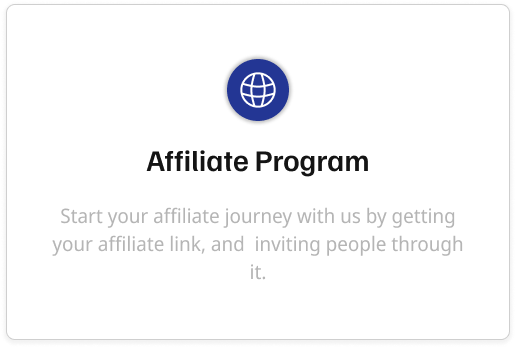 Affiliate Program
Start your affiliate journey with us by getting
your affiliate link, and  inviting people through
it.